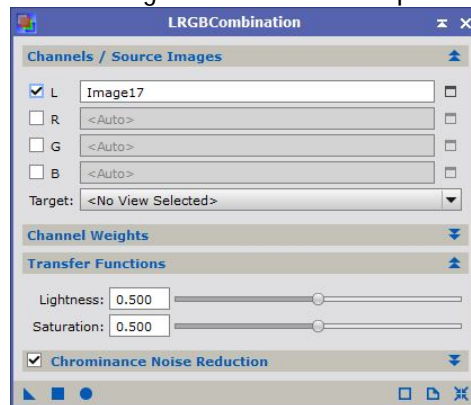 LRGBCombination
Channels / Source Images
L Image17
R <Auto>
G <Auto>
B <Auto>
Target: <No View Selected>
Channel Weights
Transfer Functions
Lightness: 0.500
Saturation: 0.500
Chrominance Noise Reduction